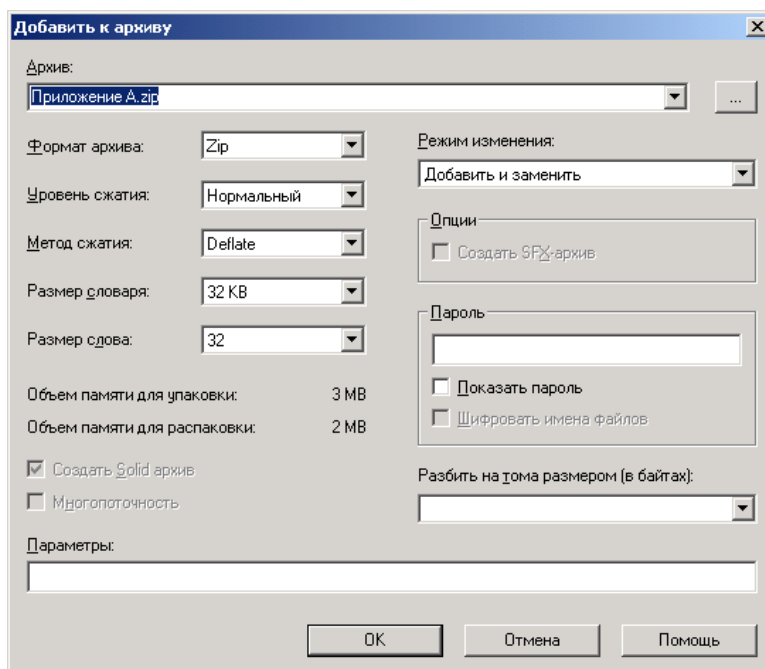 Добавить к архиву
Архив:
Приложение A.zip
...
Формат архива:
Zip
Уровень сжатия:
Нормальный
Метод сжатия:
Deflate
Размер словаря:
32 KB
Размер слова:
32
Объем памяти для упаковки:
3 MB
Объем памяти для распаковки:
2 MB
Создать Solid архив
Многопоточность
Режим изменения:
Добавить и заменить
Опции
Создать SFX-архив
Пароль
Показать пароль
Шифровать имена файлов
Разбить на тома размером (в байтах):
Параметры:
OK
Отмена
Помощь